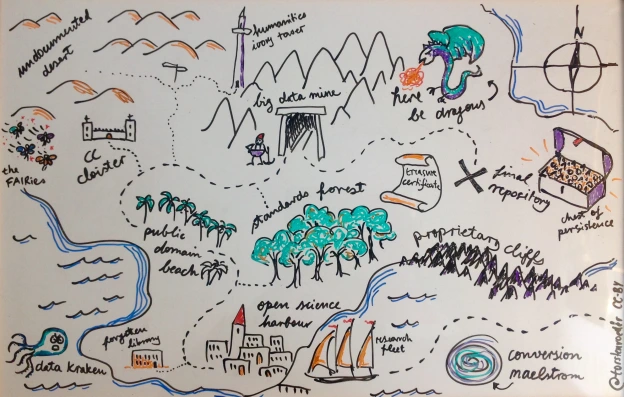 undocumented
desert
humanities
ivory tower
N
big data mine
here
be dragons
the
FAIRies
CC
cloister
treasure
certificate
final
repository
chest of
persistence
standards forest
public
domain
beach
proprietary cliffs
open science
harbour
forgotten
library
research
fleet
data kraken
conversion
maelstrom
CC-BY